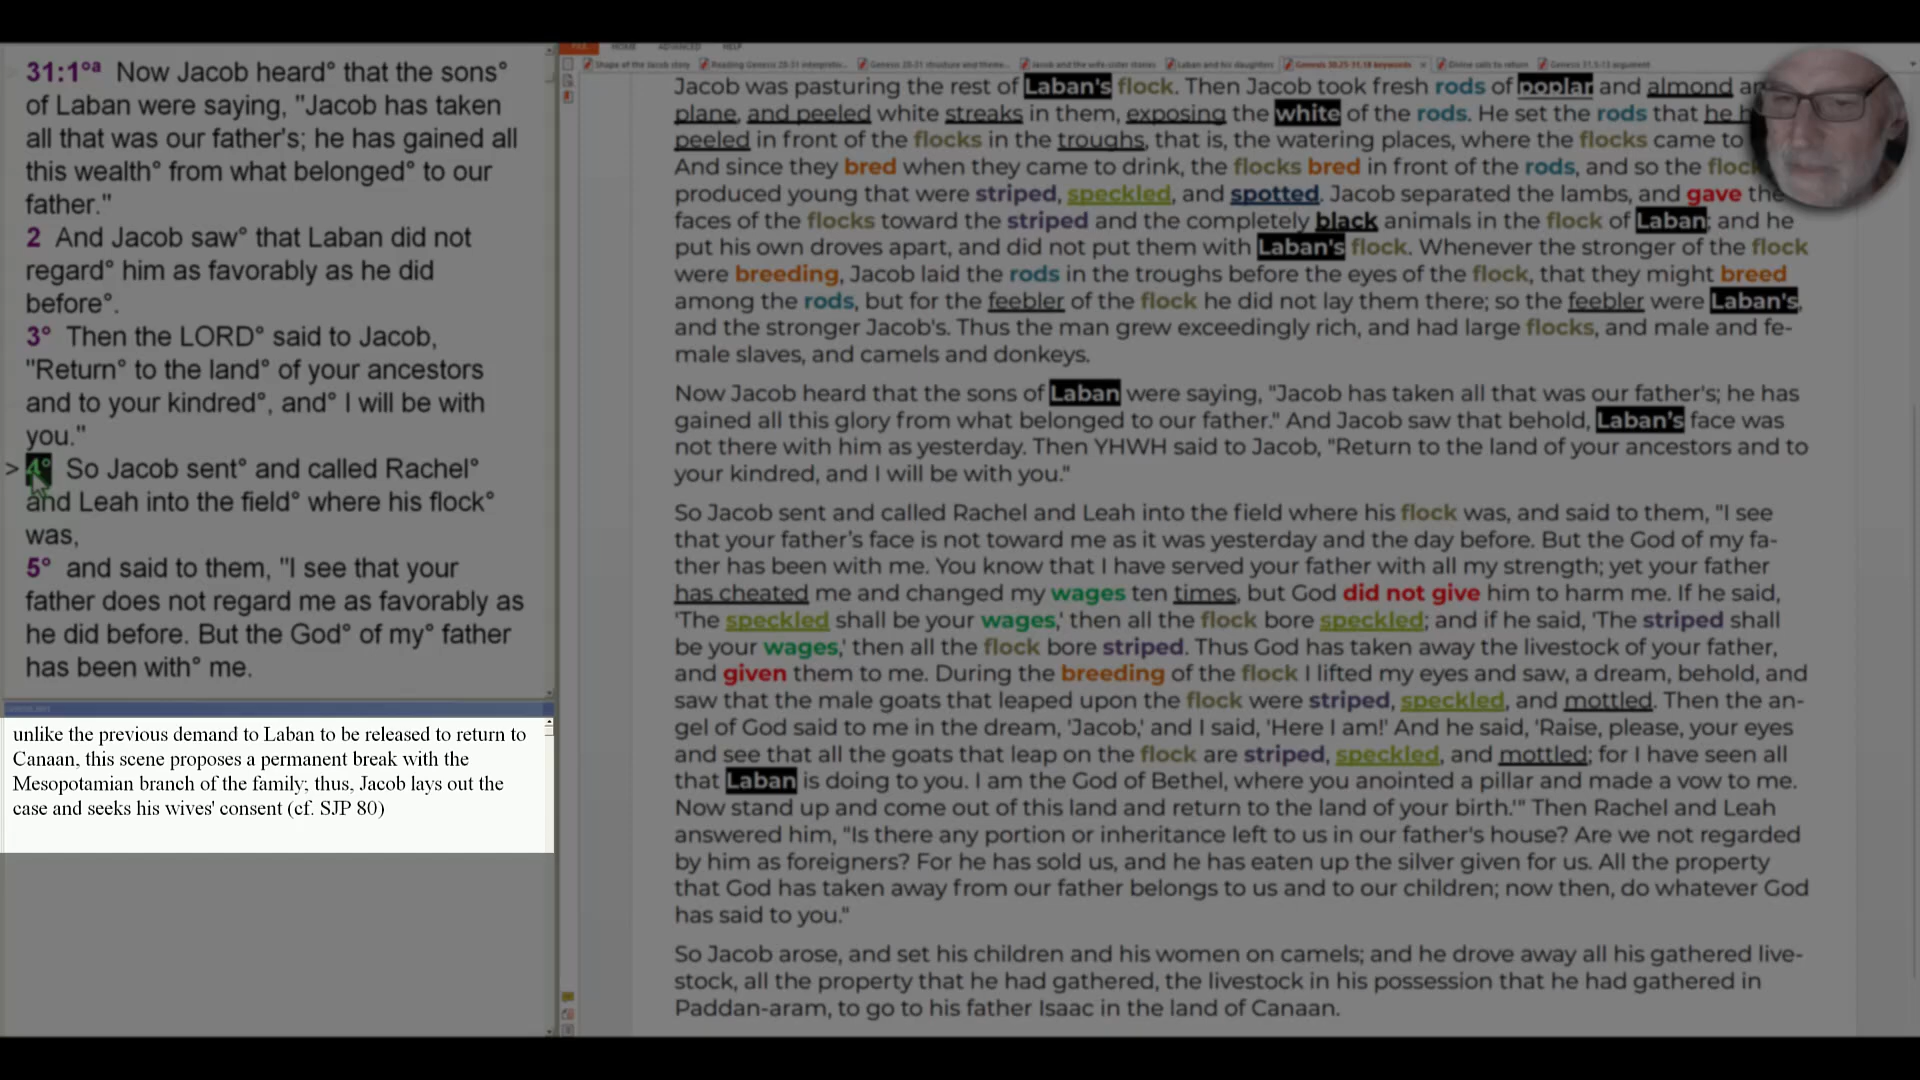 31:1°ª Now Jacob heard° that the sons°
of Laban were saying, "Jacob has taken
all that was our father's; he has gained all
this wealth° from what belonged° to our
father."
2 And Jacob saw° that Laban did not
regard° him as favorably as he did
before°.
3° Then the LORD° said to Jacob,
"Return° to the land° of your ancestors
and to your kindred°, and° I will be with
you."
> 4° So Jacob sent° and called Rachel°
and Leah into the field° where his flock°
was,
5° and said to them, "I see that your
father does not regard me as favorably as
he did before. But the God° of my° father
has been with° me.
unlike the previous demand to Laban to be released to return to
Canaan, this scene proposes a permanent break with the
Mesopotamian branch of the family; thus, Jacob lays out the
case and seeks his wives' consent (cf. SJP 80)
FILE HOME ADVANCED HELP
Shape of the Jacob story Genesis 28-31 structure and theme... Jacob and the wife-sister stories Laban and his daughters Genesis 30.25-31.18 keywords Divine calls to return Genesis 31.5-13 argument
Jacob was pasturing the rest of Laban's flock. Then Jacob took fresh rods of poplar and almond
plane, and peeled white streaks in them, exposing the white of the rods. He set the rods that he
peeled in front of the flocks in the troughs, that is, the watering places, where the flocks came to
And since they bred when they came to drink, the flocks bred in front of the rods, and so the
produced young that were striped, speckled, and spotted. Jacob separated the lambs, and gave the
faces of the flocks toward the striped and the completely black animals in the flock of Laban; and he
put his own droves apart, and did not put them with Laban's flock. Whenever the stronger of the flock
were breeding, Jacob laid the rods in the troughs before the eyes of the flock, that they might breed
among the rods, but for the feebler of the flock he did not lay them there; so the feebler were Laban's,
and the stronger Jacob's. Thus the man grew exceedingly rich, and had large flocks, and male and fe-
male slaves, and camels and donkeys.
Now Jacob heard that the sons of Laban were saying, "Jacob has taken all that was our father's; he has
gained all this glory from what belonged to our father." And Jacob saw that behold, Laban's face was
not there with him as yesterday. Then YHWH said to Jacob, "Return to the land of your ancestors and to
your kindred, and I will be with you."
So Jacob sent and called Rachel and Leah into the field where his flock was, and said to them, "I see
that your father's face is not toward me as it was yesterday and the day before. But the God of my fa-
ther has been with me. You know that I have served your father with all my strength; yet your father
has cheated me and changed my wages ten times, but God did not give him to harm me. If he said,
'The speckled shall be your wages,' then all the flock bore speckled; and if he said, 'The striped shall
be your wages,' then all the flock bore striped. Thus God has taken away the livestock of your father,
and given them to me. During the breeding of the flock I lifted my eyes and saw, a dream, behold, and
saw that the male goats that leaped upon the flock were striped, speckled, and mottled. Then the an-
gel of God said to me in the dream, 'Jacob,' and I said, 'Here I am!' And he said, 'Raise, please, your eyes
and see that all the goats that leap on the flock are striped, speckled, and mottled; for I have seen all
that Laban is doing to you. I am the God of Bethel, where you anointed a pillar and made a vow to me.
Now stand up and come out of this land and return to the land of your birth.'" Then Rachel and Leah
answered him, "Is there any portion or inheritance left to us in our father's house? Are we not regarded
by him as foreigners? For he has sold us, and he has eaten up the silver given for us. All the property
that God has taken away from our father belongs to us and to our children; now then, do whatever God
has said to you."
So Jacob arose, and set his children and his women on camels; and he drove away all his gathered live-
stock, all the property that he had gathered, the livestock in his possession that he had gathered in
Paddan-aram, to go to his father Isaac in the land of Canaan.